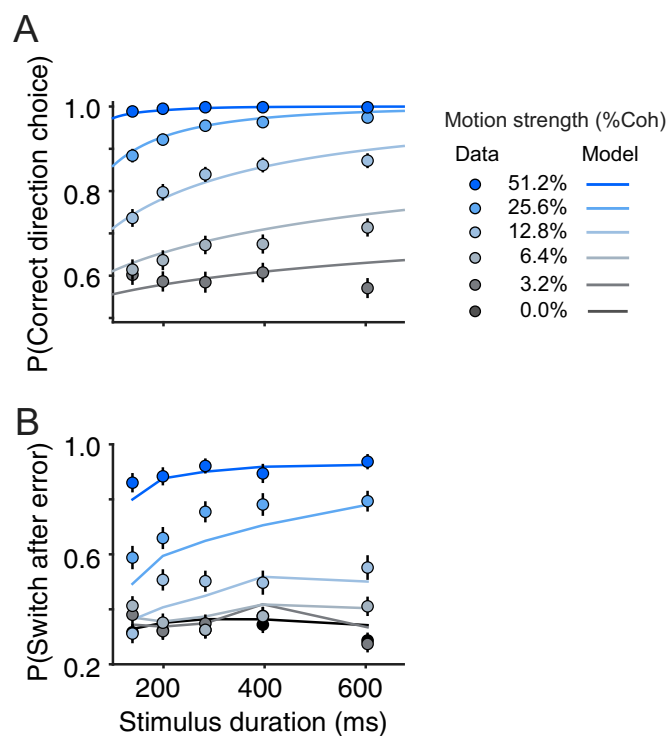 A
P(Correct direction choice)
1.0
0.8
0.6
Motion strength (%Coh)
Data Model
51.2%
25.6%
12.8%
6.4%
3.2%
0.0%
B
P(Switch after error)
1.0
0.6
0.2
200 400 600
Stimulus duration (ms)